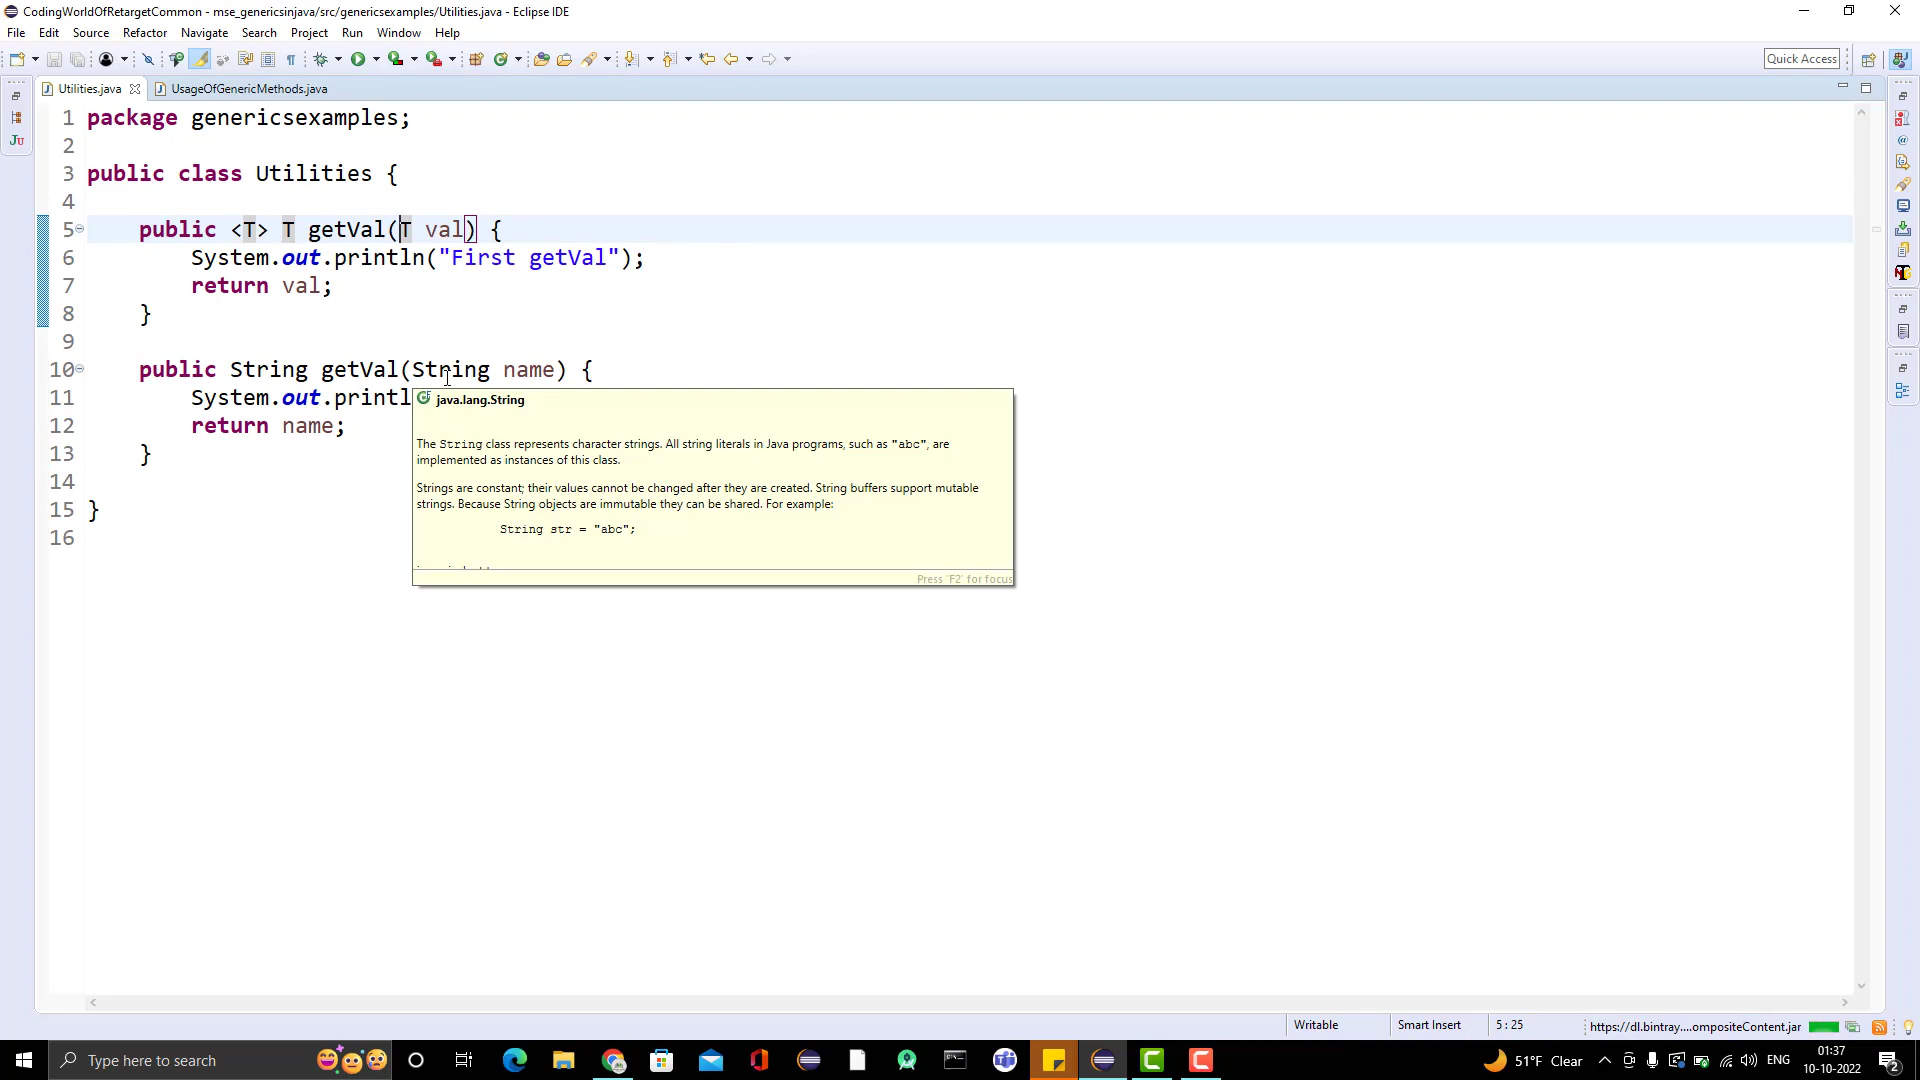 CodingWorldOfRetargetCommon - mse_genericsinjava/src/genericsexamples/Utilities.java - Eclipse IDE
File Edit Source Refactor Navigate Search Project Run Window Help
Quick Access
Utilities.java UsageOfGenericMethods.java
1 package genericsexamples;
2
3 public class Utilities {
4
5 public <T> T getVal(T val) {
6 System.out.println("First getVal");
7 return val;
8 }
9
10 public String getVal(String name) {
11 System.out.printl
12 return name;
13 }
14
15 }
16
java.lang.String
The String class represents character strings. All string literals in Java programs, such as "abc", are
implemented as instances of this class.
Strings are constant; their values cannot be changed after they are created. String buffers support mutable
strings. Because String objects are immutable they can be shared. For example:
String str = "abc";
Press 'F2' for focus
Writable Smart Insert 5 : 25 https://dl.bintray....ompositeContent.jar
Type here to search
51°F Clear ENG
01:37
10-10-2022
2